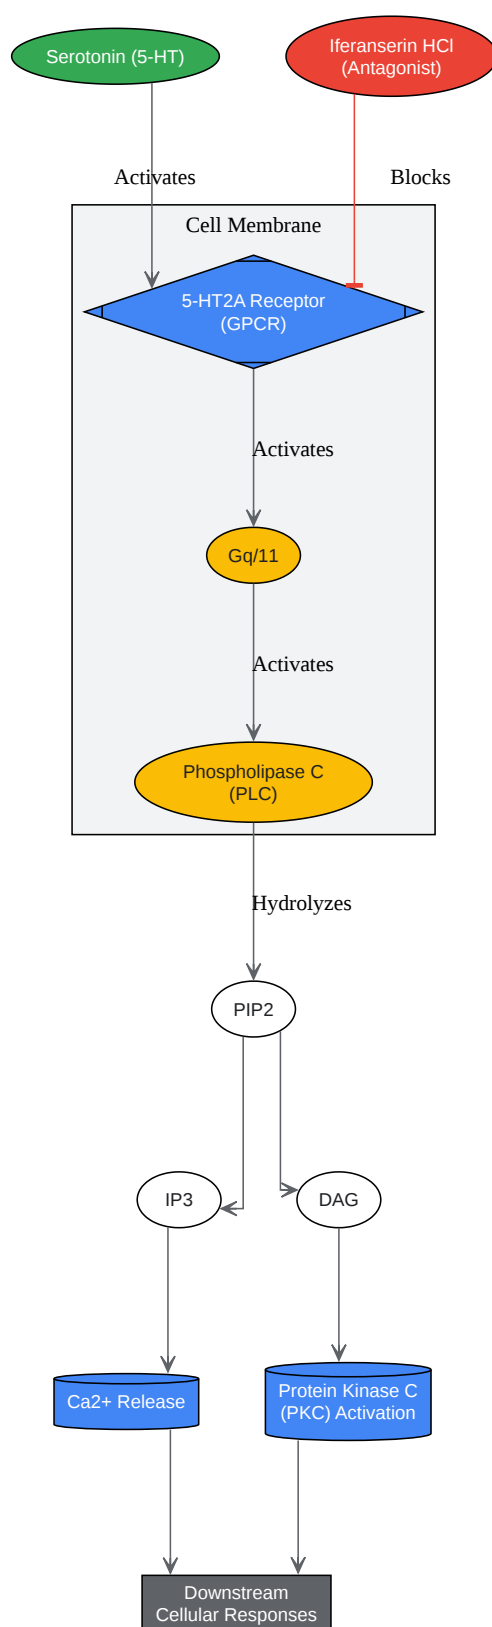 Serotonin (5-HT)
Iferanserin HCl
(Antagonist)
Activates
Blocks
Cell Membrane
5-HT2A Receptor
(GPCR)
Activates
Gq/11
Activates
Phospholipase C
(PLC)
Hydrolyzes
PIP2
IP3
DAG
Ca2+ Release
Protein Kinase C
(PKC) Activation
Downstream
Cellular Responses